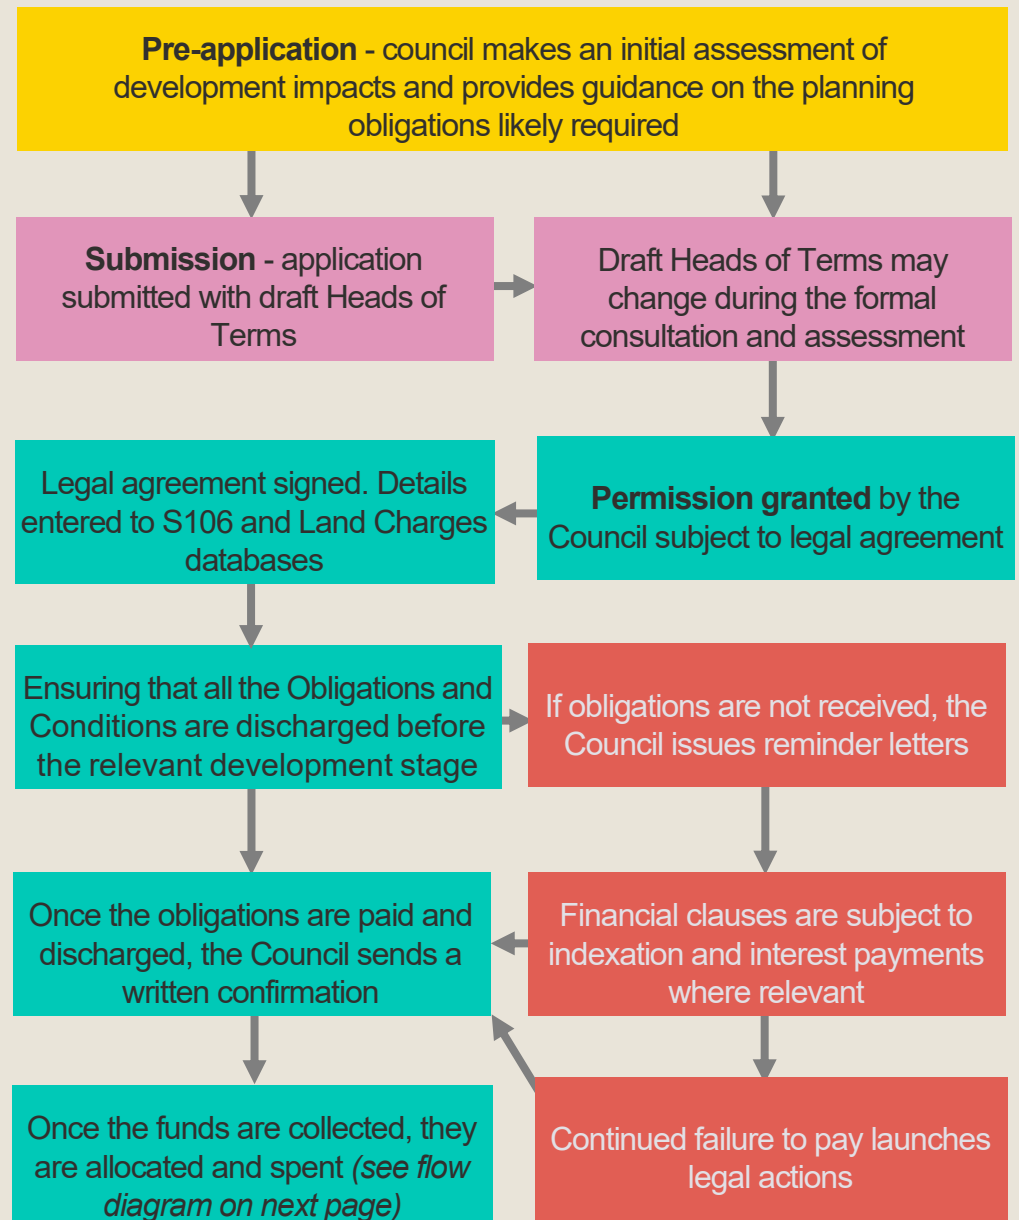 Pre-application - council makes an initial assessment of
development impacts and provides guidance on the planning
obligations likely required
Submission - application
submitted with draft Heads of
Terms
Draft Heads of Terms may
change during the formal
consultation and assessment
Permission granted by the
Council subject to legal agreement
Legal agreement signed. Details
entered to S106 and Land Charges
databases
Ensuring that all the Obligations and
Conditions are discharged before
the relevant development stage
If obligations are not received, the
Council issues reminder letters
Financial clauses are subject to
indexation and interest payments
where relevant
Continued failure to pay launches
legal actions
Once the obligations are paid and
discharged, the Council sends a
written confirmation
Once the funds are collected, they
are allocated and spent (see flow
diagram on next page)